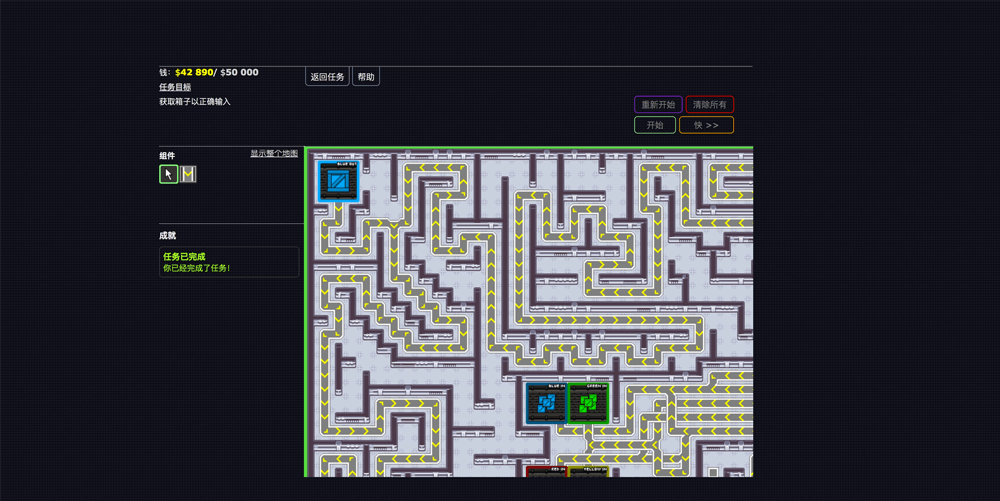 钱: $42 890/ $50 000
返回任务
帮助
任务目标
获取箱子以正确输入
重新开始
清除所有
开始
快 >>
组件
显示整个地图
成就
任务已完成
你已经完成了任务!
BLUE OUT
BLUE IN
GREEN IN
RED IN
YELLOW IN